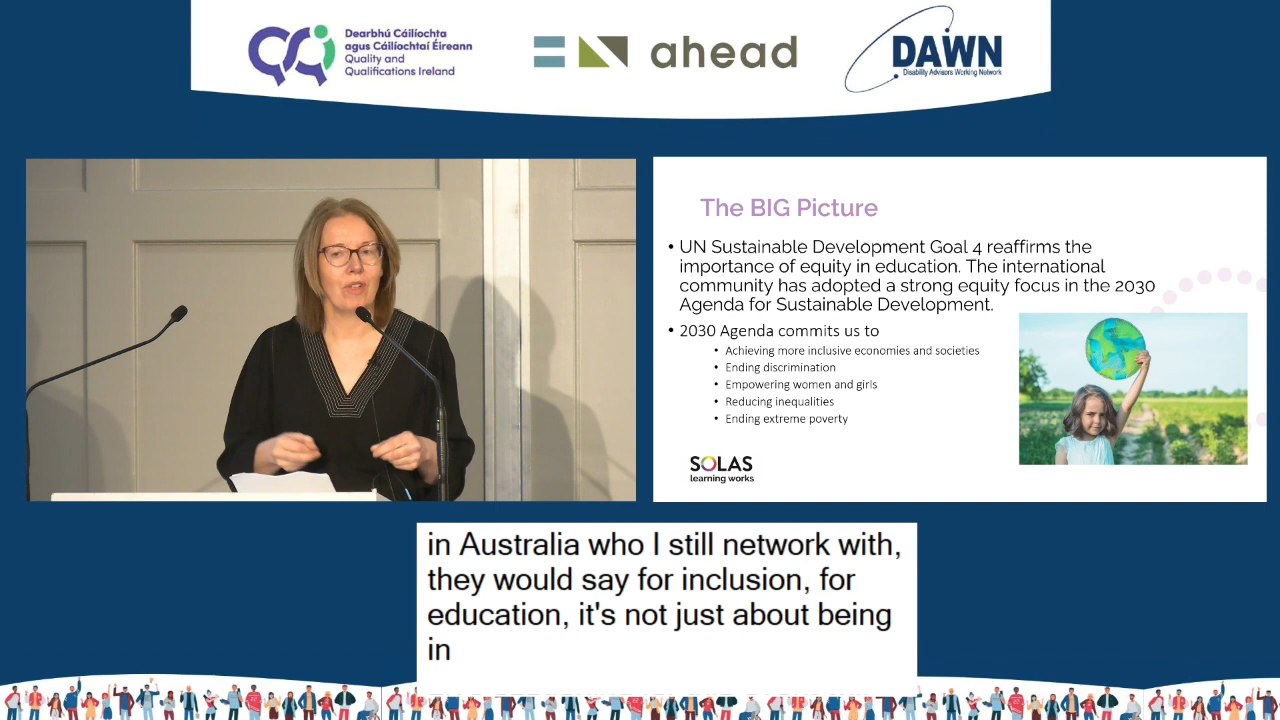 Dearbhú Cáilíochta
agus Cáilíochtaí Éireann
Quality and
Qualifications Ireland
ahead
DAWN
Disability Advisors Working Network
The BIG Picture
• UN Sustainable Development Goal 4 reaffirms the
importance of equity in education. The international
community has adopted a strong equity focus in the 2030
Agenda for Sustainable Development.
• 2030 Agenda commits us to
• Achieving more inclusive economies and societies
• Ending discrimination
• Empowering women and girls
• Reducing inequalities
• Ending extreme poverty
SOLAS
learning works
in Australia who I still network with,
they would say for inclusion, for
education, it's not just about being
in